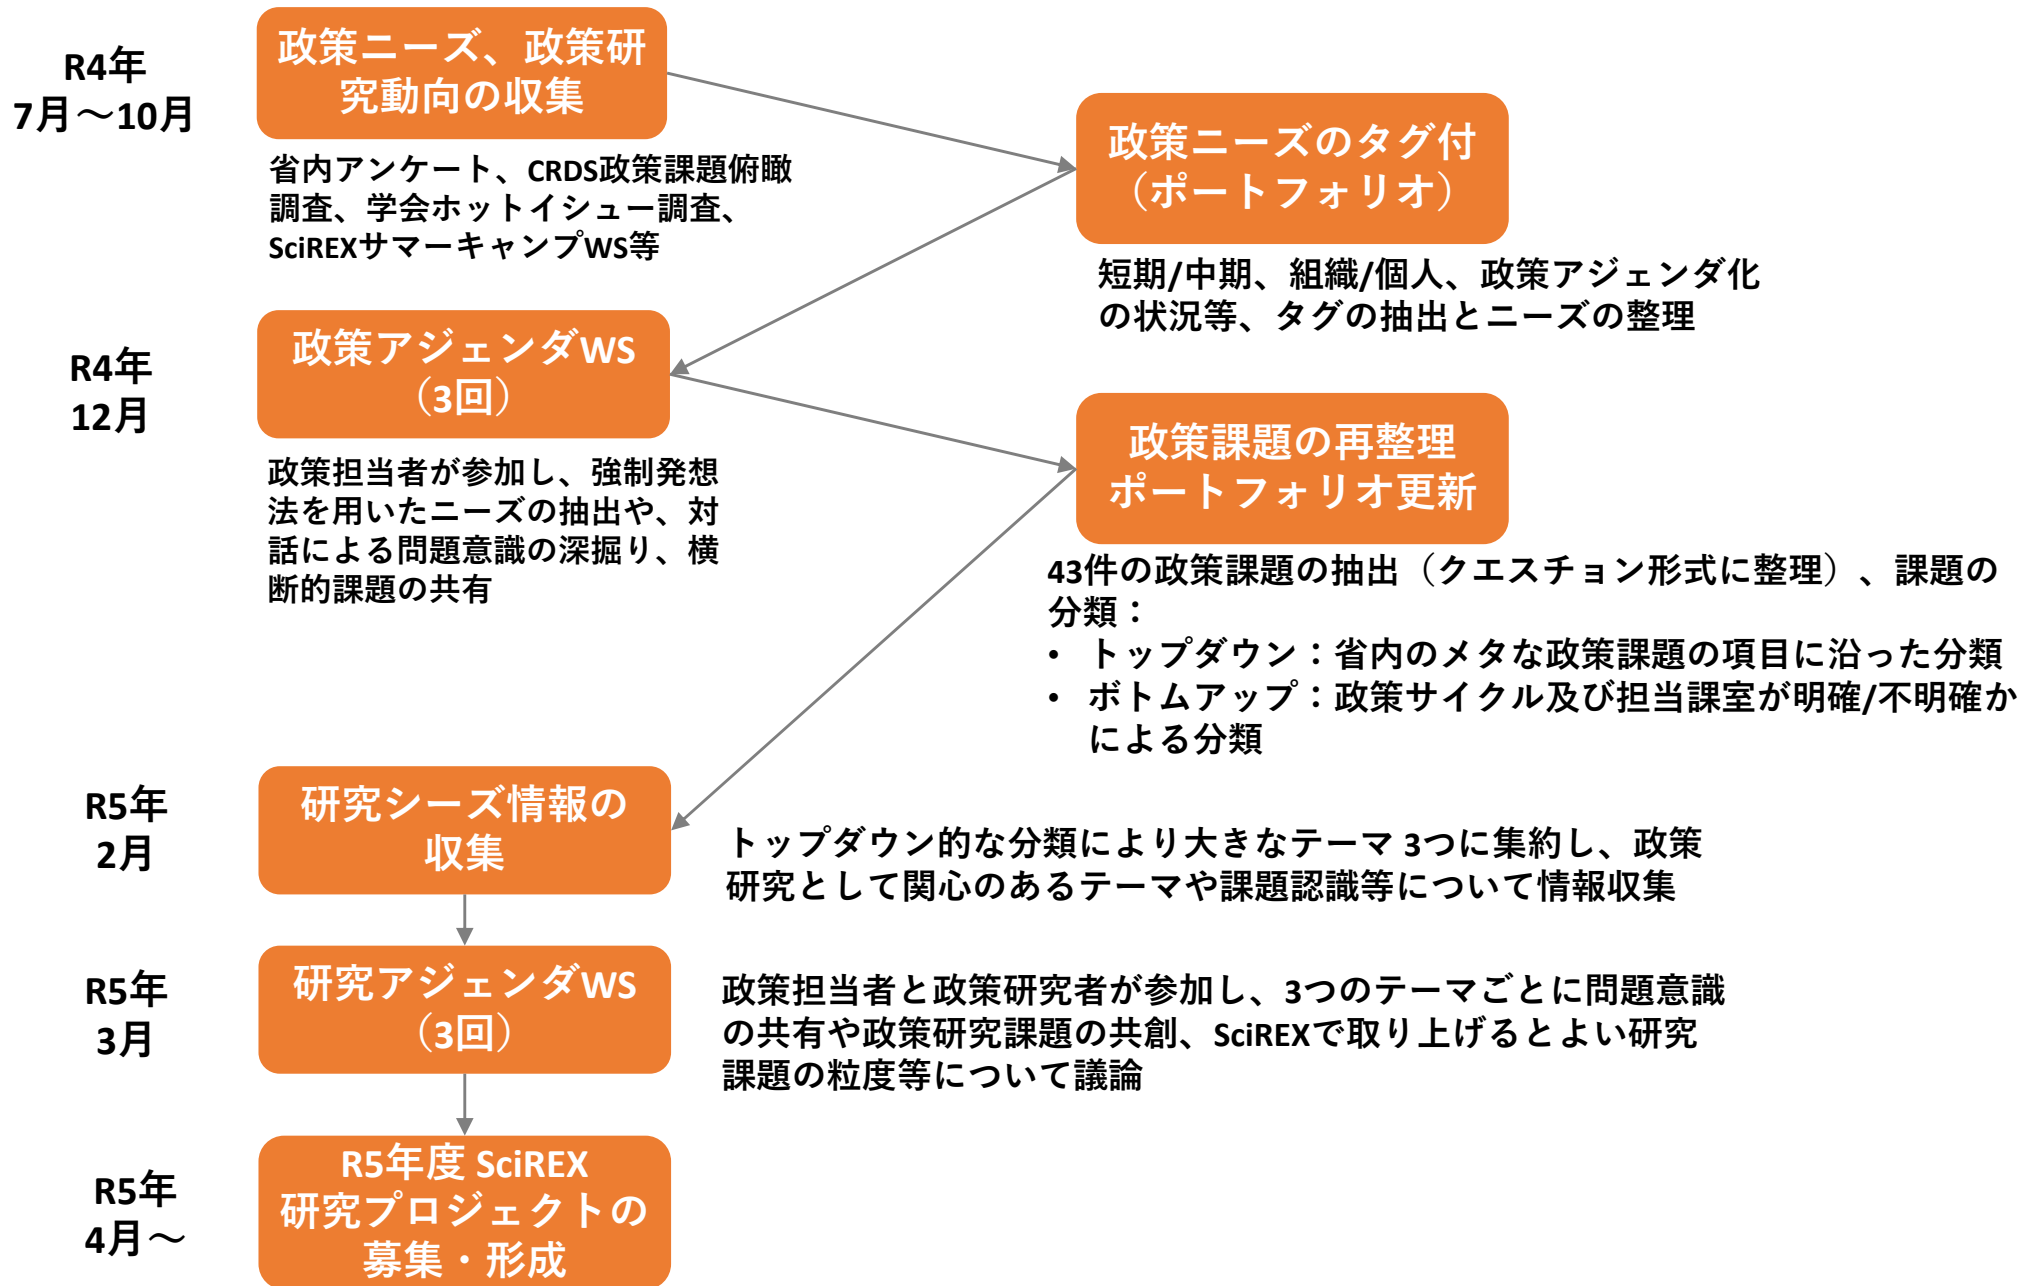 R4年
7月～10月
政策ニーズ、政策研
究動向の収集
省内アンケート、CRDS政策課題俯瞰
調査、学会ホットイシュー調査、
SciREXサマーキャンプWS等
政策ニーズのタグ付
（ポートフォリオ）
短期/中期、組織/個人、政策アジェンダ化
の状況等、タグの抽出とニーズの整理
R4年
12月
政策アジェンダWS
（3回）
政策担当者が参加し、強制発想
法を用いたニーズの抽出や、対
話による問題意識の深掘り、横
断的課題の共有
政策課題の再整理
ポートフォリオ更新
43件の政策課題の抽出（クエスチョン形式に整理）、課題の
分類：
• トップダウン：省内のメタな政策課題の項目に沿った分類
• ボトムアップ：政策サイクル及び担当課室が明確/不明確か
による分類
R5年
2月
研究シーズ情報の
収集
トップダウン的な分類により大きなテーマ 3つに集約し、政策
研究として関心のあるテーマや課題認識等について情報収集
R5年
3月
研究アジェンダWS
（3回）
政策担当者と政策研究者が参加し、3つのテーマごとに問題意識
の共有や政策研究課題の共創、SciREXで取り上げるとよい研究
課題の粒度等について議論
R5年
4月～
R5年度 SciREX
研究プロジェクトの
募集・形成